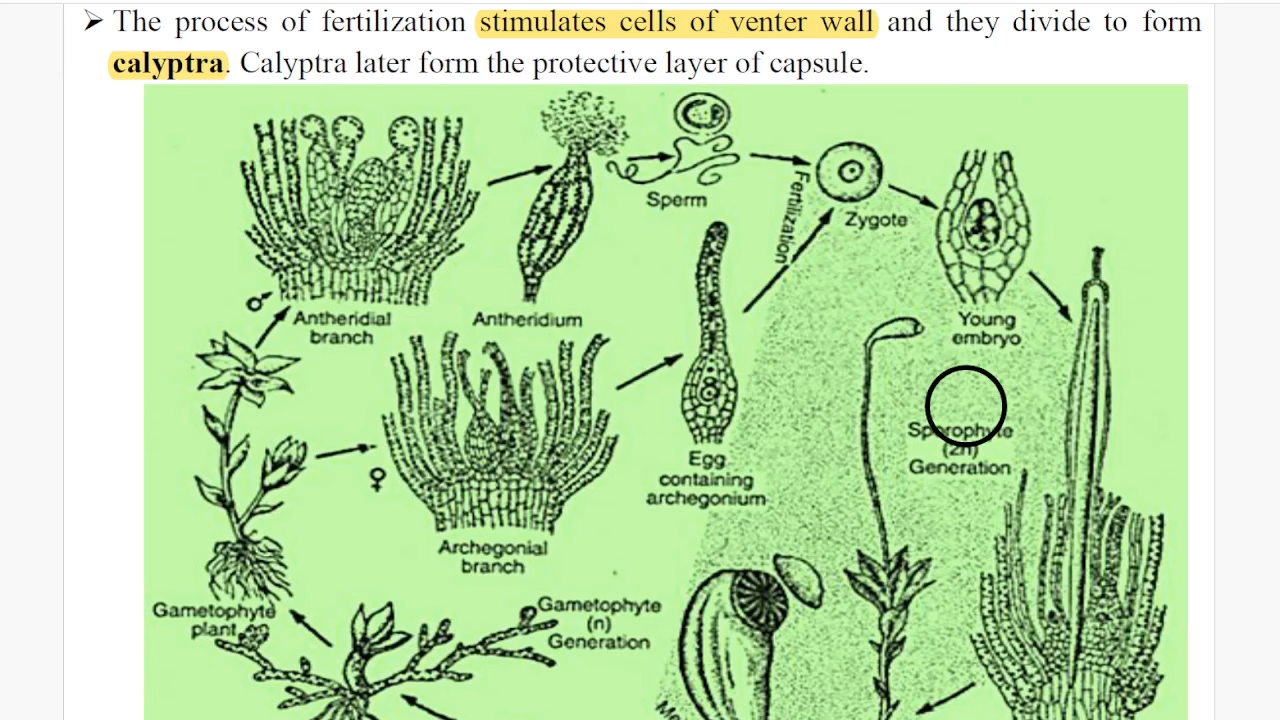 ➤ The process of fertilization stimulates cells of venter wall and they divide to form
calyptra. Calyptra later form the protective layer of capsule.
Sperm
Fertilization
Zygote
♂
Antheridial
branch
Antheridium
Young
embryo
Egg
containing
archegonium
Sporophyte
(2n)
Generation
♀
Archegonial
branch
Gametophyte
plant
Gametophyte
(n)
Generation